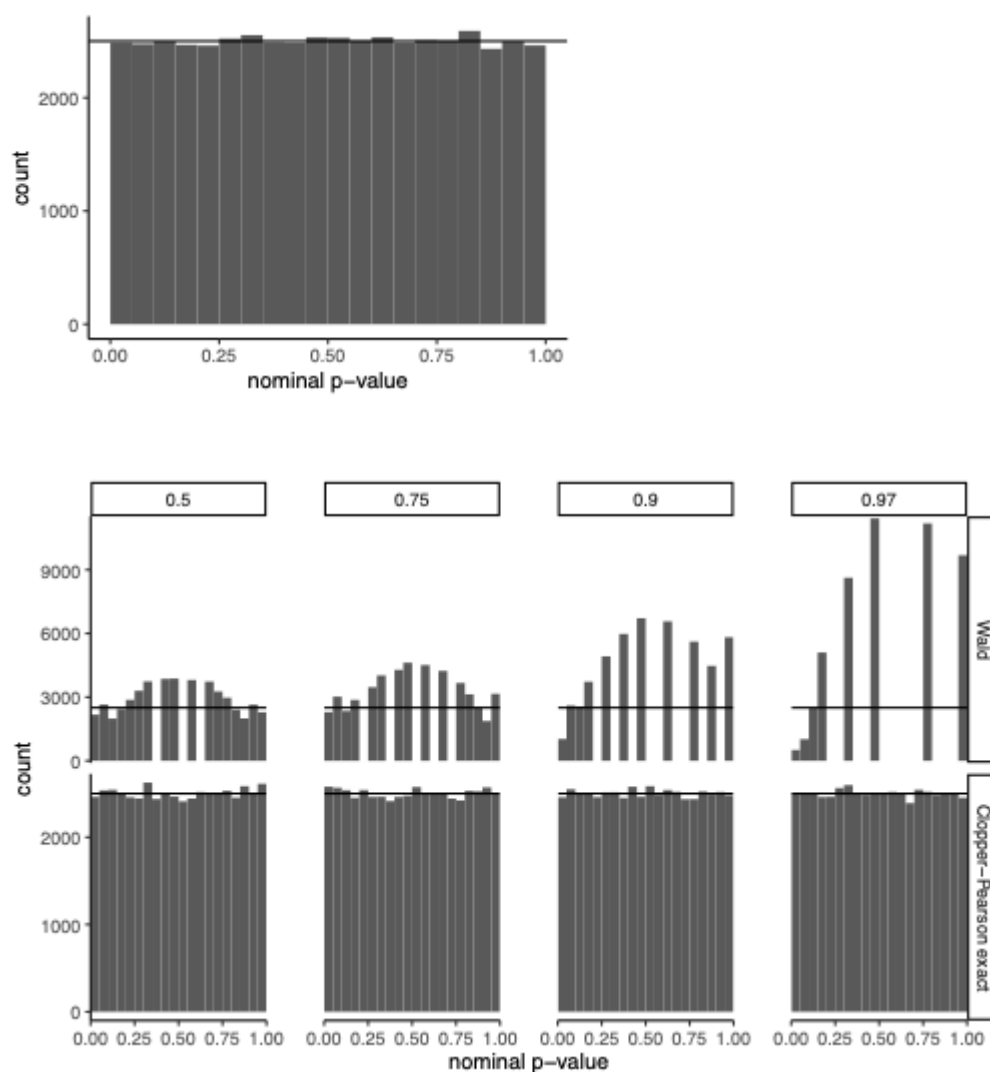 2000
1000
0
count
0.00 0.25 0.50 0.75 1.00
nominal p−value
0.5 0.75 0.9 0.97
9000
6000
3000
0
Wald
2000
1000
0
Clopper−Pearson exact
count
0.00 0.25 0.50 0.75 1.00 0.00 0.25 0.50 0.75 1.00 0.00 0.25 0.50 0.75 1.00 0.00 0.25 0.50 0.75 1.00
nominal p−value